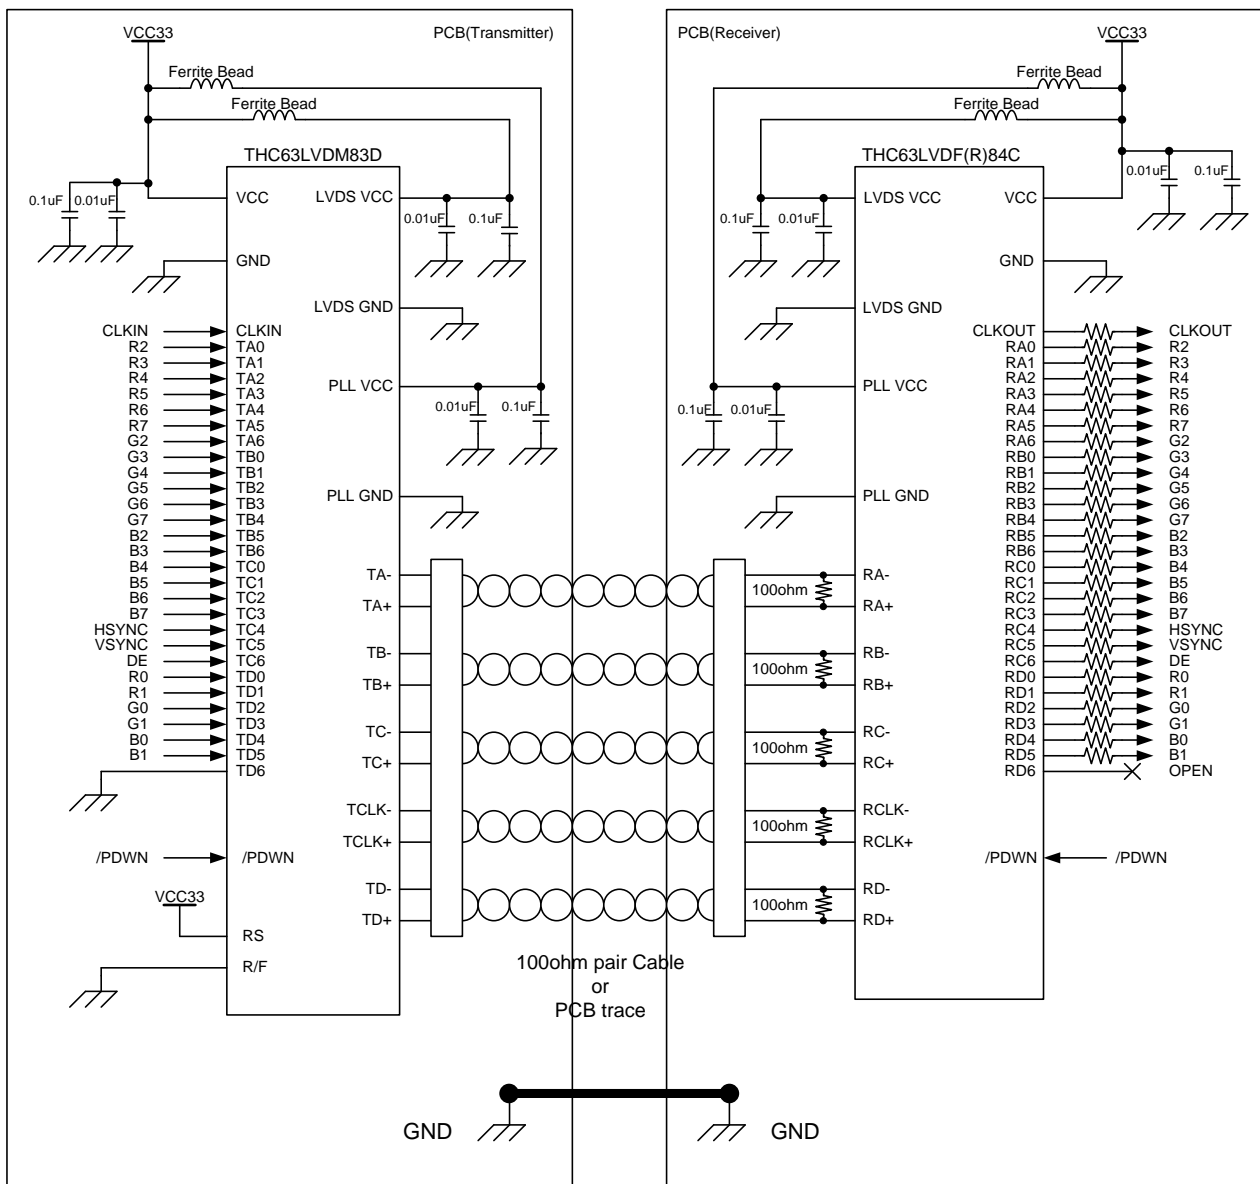 PCB(Transmitter)
VCC33
Ferrite Bead
Ferrite Bead
THC63LVDM83D
0.1uF
0.01uF
VCC
GND
LVDS VCC
0.01uF
0.1uF
LVDS GND
PLL VCC
0.01uF
0.1uF
PLL GND
CLKIN CLKIN
R2 TA0
R3 TA1
R4 TA2
R5 TA3
R6 TA4
R7 TA5
G2 TA6
G3 TB0
G4 TB1
G5 TB2
G6 TB3
G7 TB4
B2 TB5
B3 TB6
B4 TC0
B5 TC1
B6 TC2
B7 TC3
HSYNC TC4
VSYNC TC5
DE TC6
R0 TD0
R1 TD1
G0 TD2
G1 TD3
B0 TD4
B1 TD5
TD6
/PDWN /PDWN
VCC33
RS
R/F
TA-
TA+
TB-
TB+
TC-
TC+
TCLK-
TCLK+
TD-
TD+
100ohm pair Cable
or
PCB trace
PCB(Receiver)
VCC33
Ferrite Bead
Ferrite Bead
THC63LVDF(R)84C
0.01uF
0.1uF
LVDS VCC
VCC
0.1uF
0.01uF
GND
LVDS GND
PLL VCC
0.1uF
0.01uF
PLL GND
100ohm
RA-
RA+
100ohm
RB-
RB+
100ohm
RC-
RC+
100ohm
RCLK-
RCLK+
100ohm
RD-
RD+
CLKOUT CLKOUT
RA0 R2
RA1 R3
RA2 R4
RA3 R5
RA4 R6
RA5 R7
RA6 G2
RB0 G3
RB1 G4
RB2 G5
RB3 G6
RB4 G7
RB5 B2
RB6 B3
RC0 B4
RC1 B5
RC2 B6
RC3 B7
RC4 HSYNC
RC5 VSYNC
RC6 DE
RD0 R0
RD1 R1
RD2 G0
RD3 G1
RD4 B0
RD5 B1
RD6 OPEN
/PDWN /PDWN
GND
GND